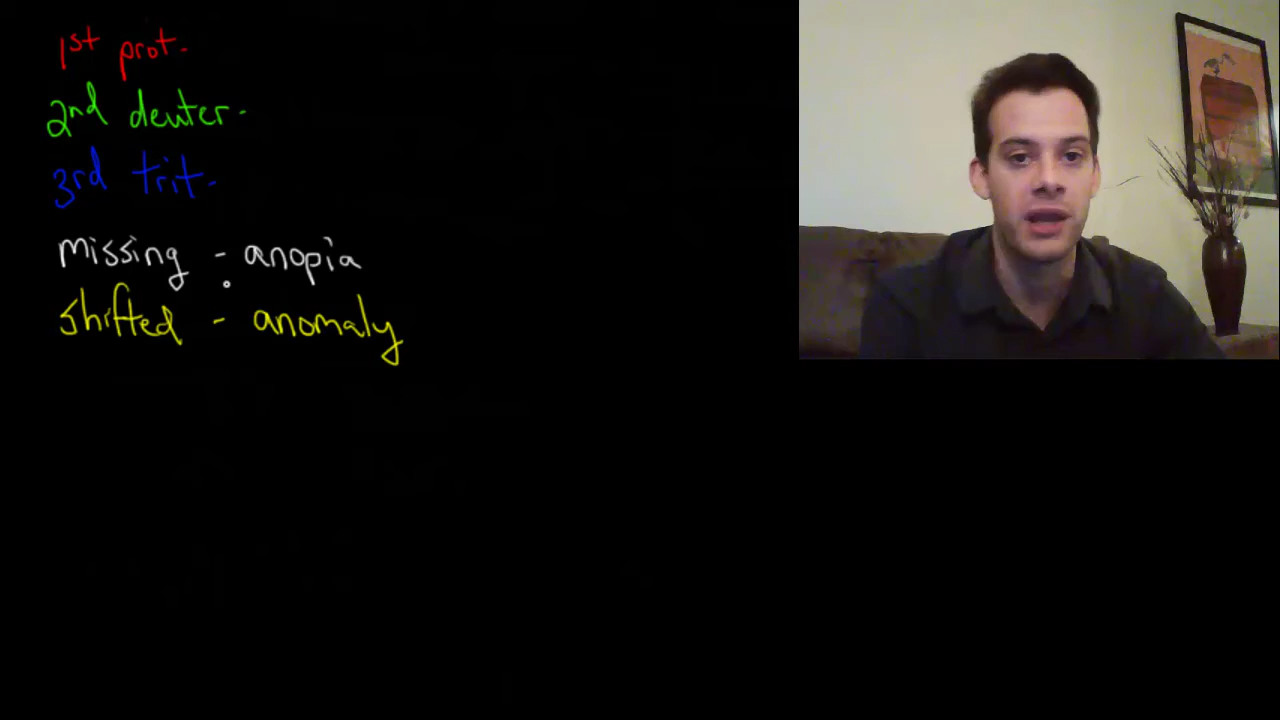 1st prot-
2nd deuter-
3rd trit-
missing - anopia
shifted - anomaly